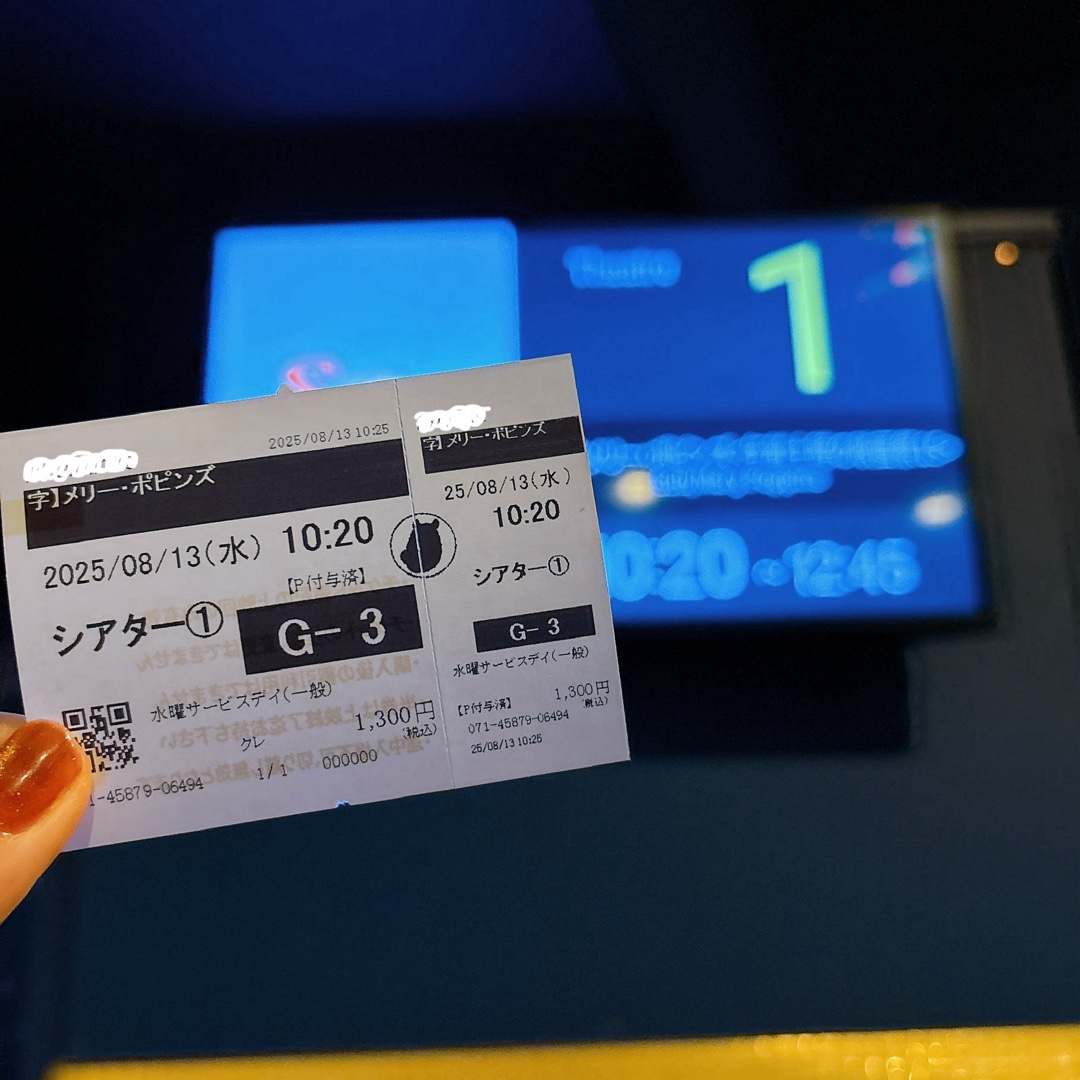 2025/08/13 10:25
字】メリー・ポピンズ
2025/08/13(水) 10:20
【P付与済】
シアター① G- 3
水曜サービスデイ(一般)
1,300円
(税込)
クレ
1/1 000000
1-45879-06494
字】メリー・ポピンズ
25/08/13(水)
10:20
シアター①
G- 3
水曜サービスデイ(一般)
1,300円
【P付与済】 (税込)
071-45879-06494
25/08/13 10:25
1
0:20 12:45